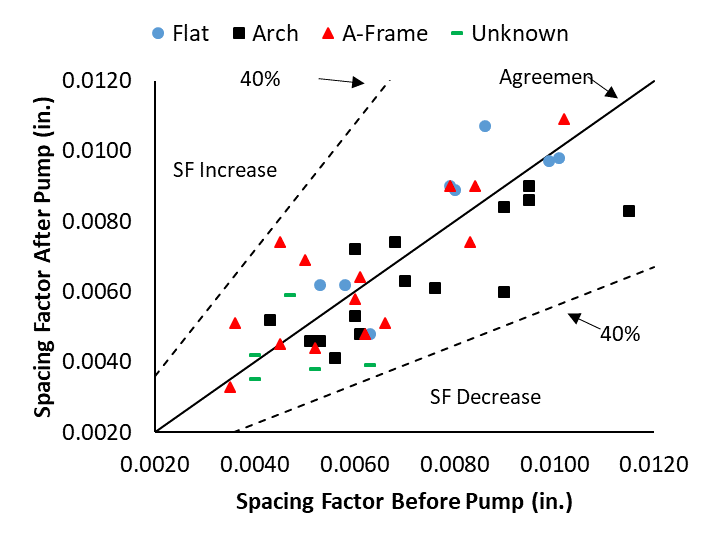 Flat Arch A-Frame Unknown
0.0120
0.0100
0.0080
0.0060
0.0040
0.0020
Spacing Factor After Pump (in.)
40%
Agreemen
SF Increase
40%
SF Decrease
0.0020 0.0040 0.0060 0.0080 0.0100 0.0120
Spacing Factor Before Pump (in.)